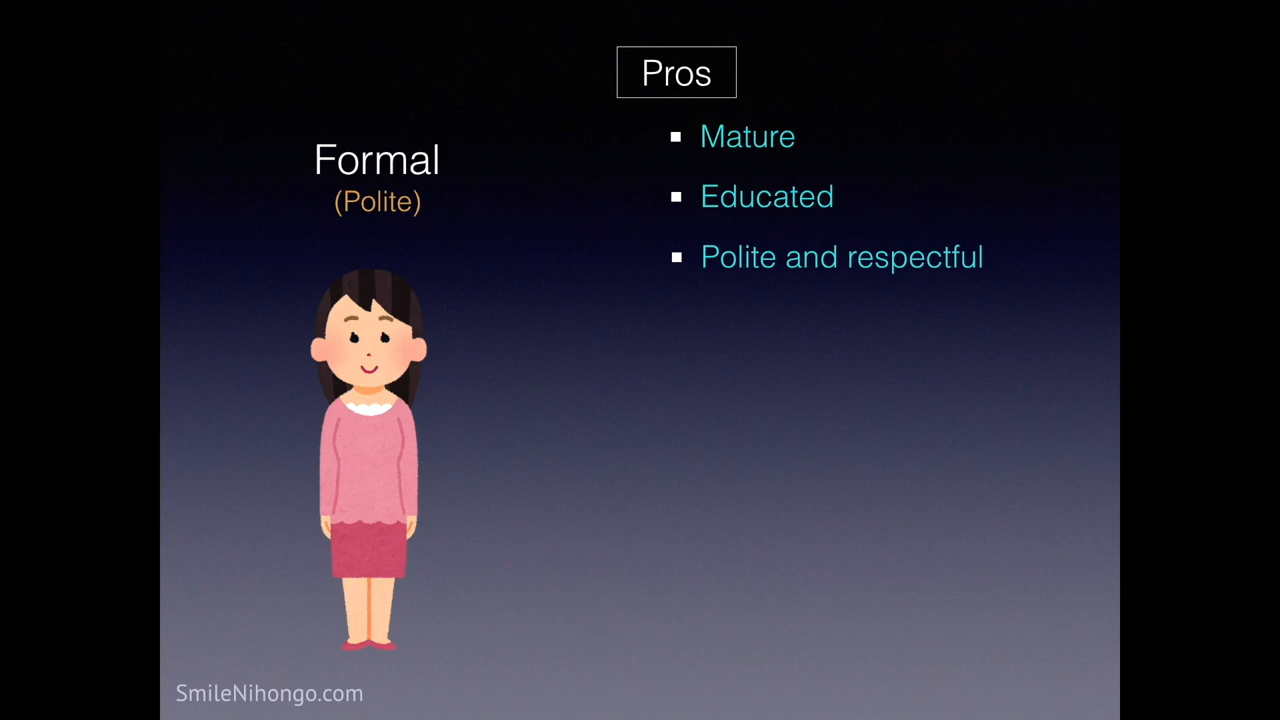 Formal
(Polite)
Pros
Mature
Educated
Polite and respectful
SmileNihongo.com